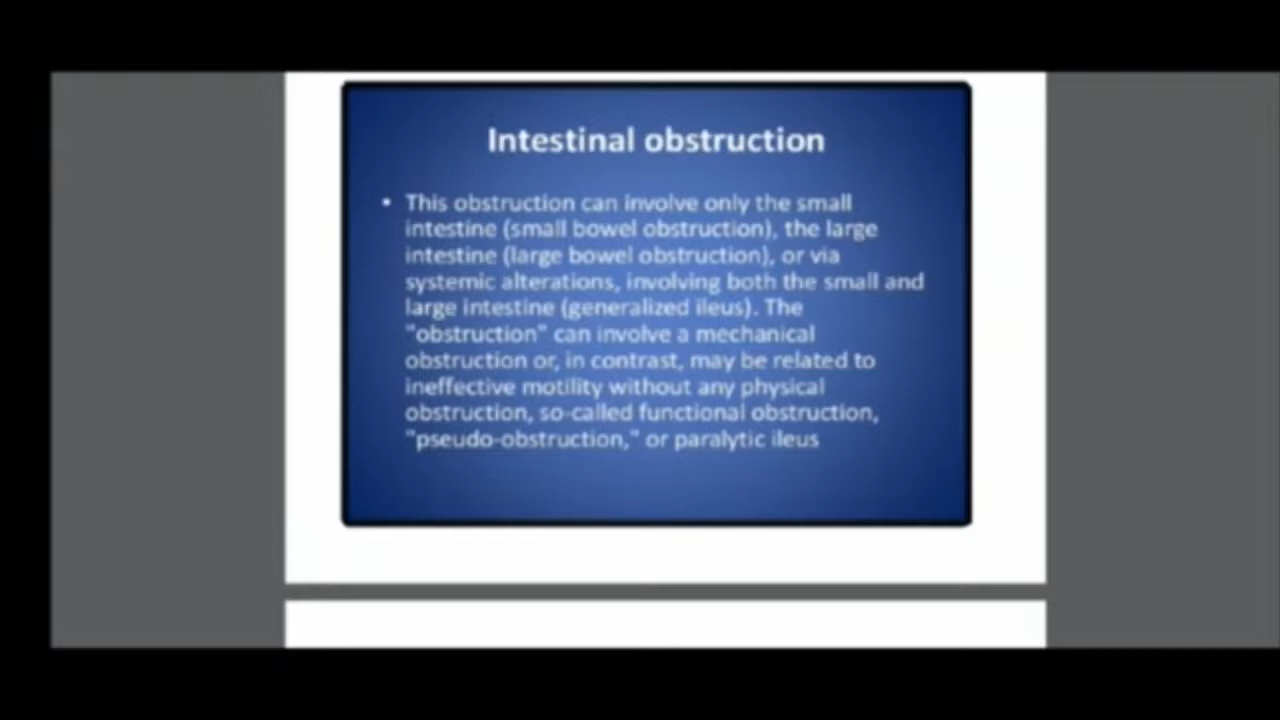 Intestinal obstruction
• This obstruction can involve only the small
intestine (small bowel obstruction), the large
intestine (large bowel obstruction), or via
systemic alterations, involving both the small and
large intestine (generalized ileus). The
"obstruction" can involve a mechanical
obstruction or, in contrast, may be related to
ineffective motility without any physical
obstruction, so-called functional obstruction,
"pseudo-obstruction," or paralytic ileus